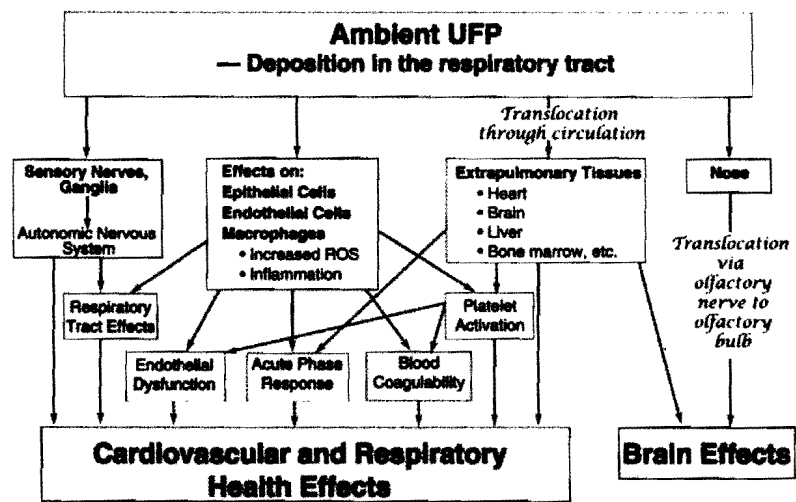 Ambient UFP
— Deposition in the respiratory tract
Translocation
through circulation
Sensory Nerves,
Ganglia
Autonomic Nervous
System
Effects on:
Epithelial Cells
Endothelial Cells
Macrophages
• increased ROS
• Inflammation
Extrapulmonary Tissues
• Heart
• Brain
• Liver
• Bone marrow, etc.
Nose
Translocation
via
olfactory
nerve to
olfactory
bulb
Respiratory
Tract Effects
Platelet
Activation
Endothelial
Dysfunction
Acute Phase
Response
Blood
Coagulability
Cardiovascular and Respiratory
Health Effects
Brain Effects